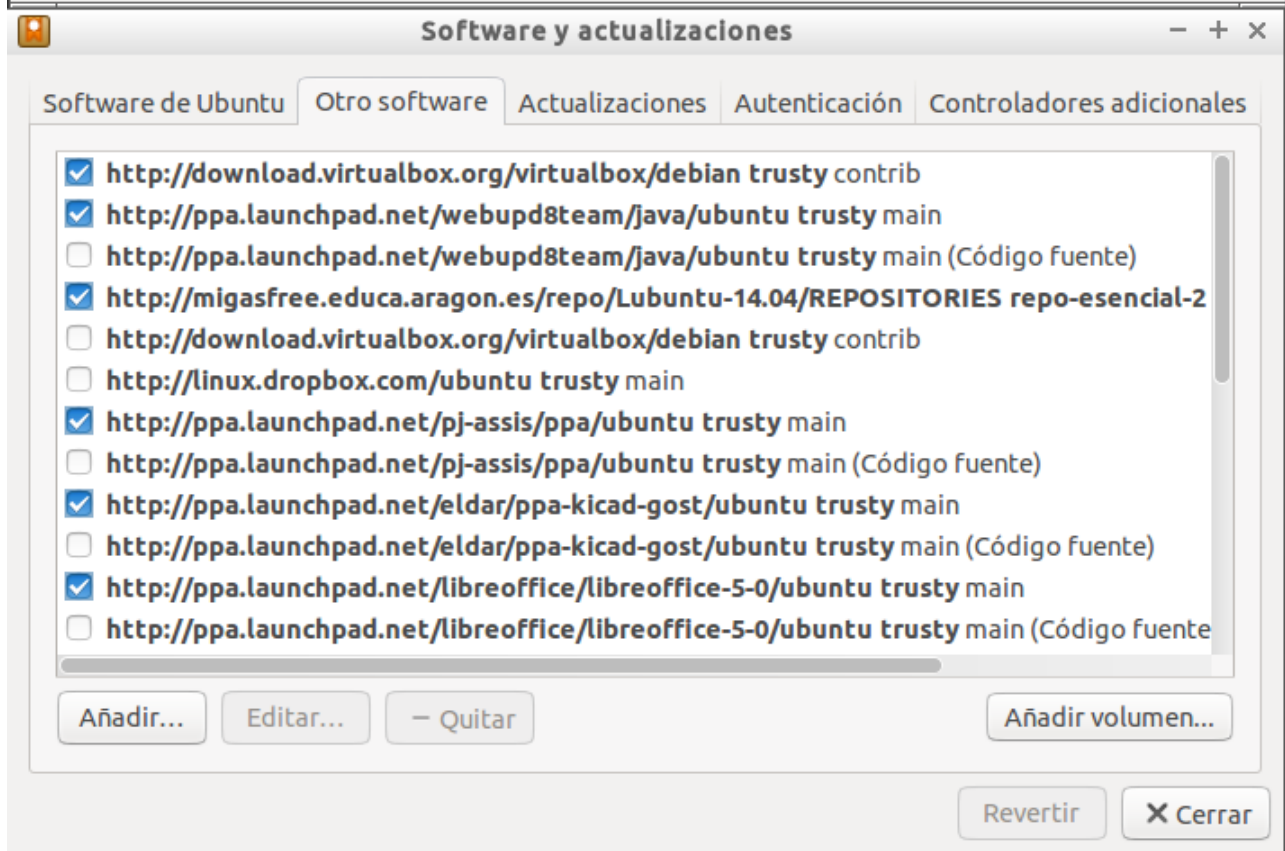 Software y actualizaciones
Software de Ubuntu Otro software Actualizaciones Autenticación Controladores adicionales
http://download.virtualbox.org/virtualbox/debian trusty contrib
http://ppa.launchpad.net/webupd8team/java/ubuntu trusty main
http://ppa.launchpad.net/webupd8team/java/ubuntu trusty main (Código fuente)
http://migasfree.educa.aragon.es/repo/Lubuntu-14.04/REPOSITORIES repo-esencial-2
http://download.virtualbox.org/virtualbox/debian trusty contrib
http://linux.dropbox.com/ubuntu trusty main
http://ppa.launchpad.net/pj-assis/ppa/ubuntu trusty main
http://ppa.launchpad.net/pj-assis/ppa/ubuntu trusty main (Código fuente)
http://ppa.launchpad.net/eldar/ppa-kicad-gost/ubuntu trusty main
http://ppa.launchpad.net/eldar/ppa-kicad-gost/ubuntu trusty main (Código fuente)
http://ppa.launchpad.net/libreoffice/libreoffice-5-0/ubuntu trusty main
http://ppa.launchpad.net/libreoffice/libreoffice-5-0/ubuntu trusty main (Código fuente
Añadir... Editar... Quitar Añadir volumen...
Revertir Cerrar